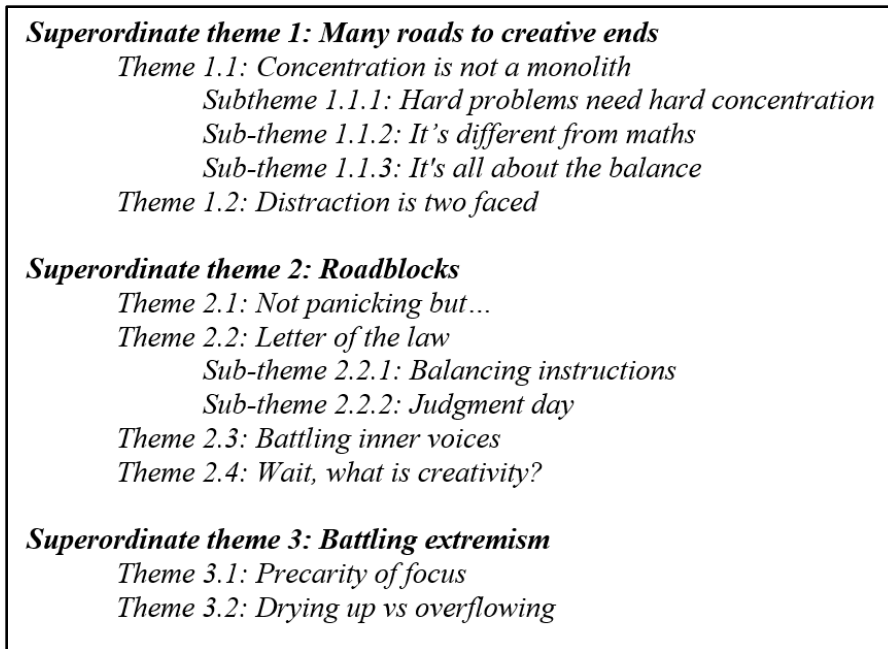 Superordinate theme 1: Many roads to creative ends
Theme 1.1: Concentration is not a monolith
Subtheme 1.1.1: Hard problems need hard concentration
Sub-theme 1.1.2: It’s different from maths
Sub-theme 1.1.3: It's all about the balance
Theme 1.2: Distraction is two faced
Superordinate theme 2: Roadblocks
Theme 2.1: Not panicking but…
Theme 2.2: Letter of the law
Sub-theme 2.2.1: Balancing instructions
Sub-theme 2.2.2: Judgment day
Theme 2.3: Battling inner voices
Theme 2.4: Wait, what is creativity?
Superordinate theme 3: Battling extremism
Theme 3.1: Precarity of focus
Theme 3.2: Drying up vs overflowing